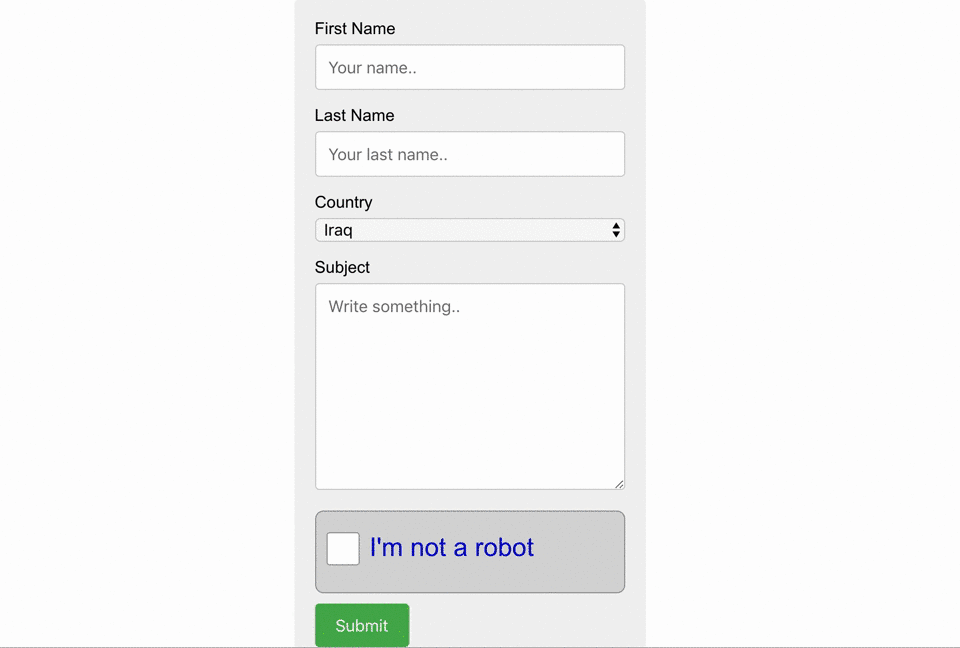 First Name
Your name..
Last Name
Your last name..
Country
Iraq
Subject
Write something..
I'm not a robot
Submit